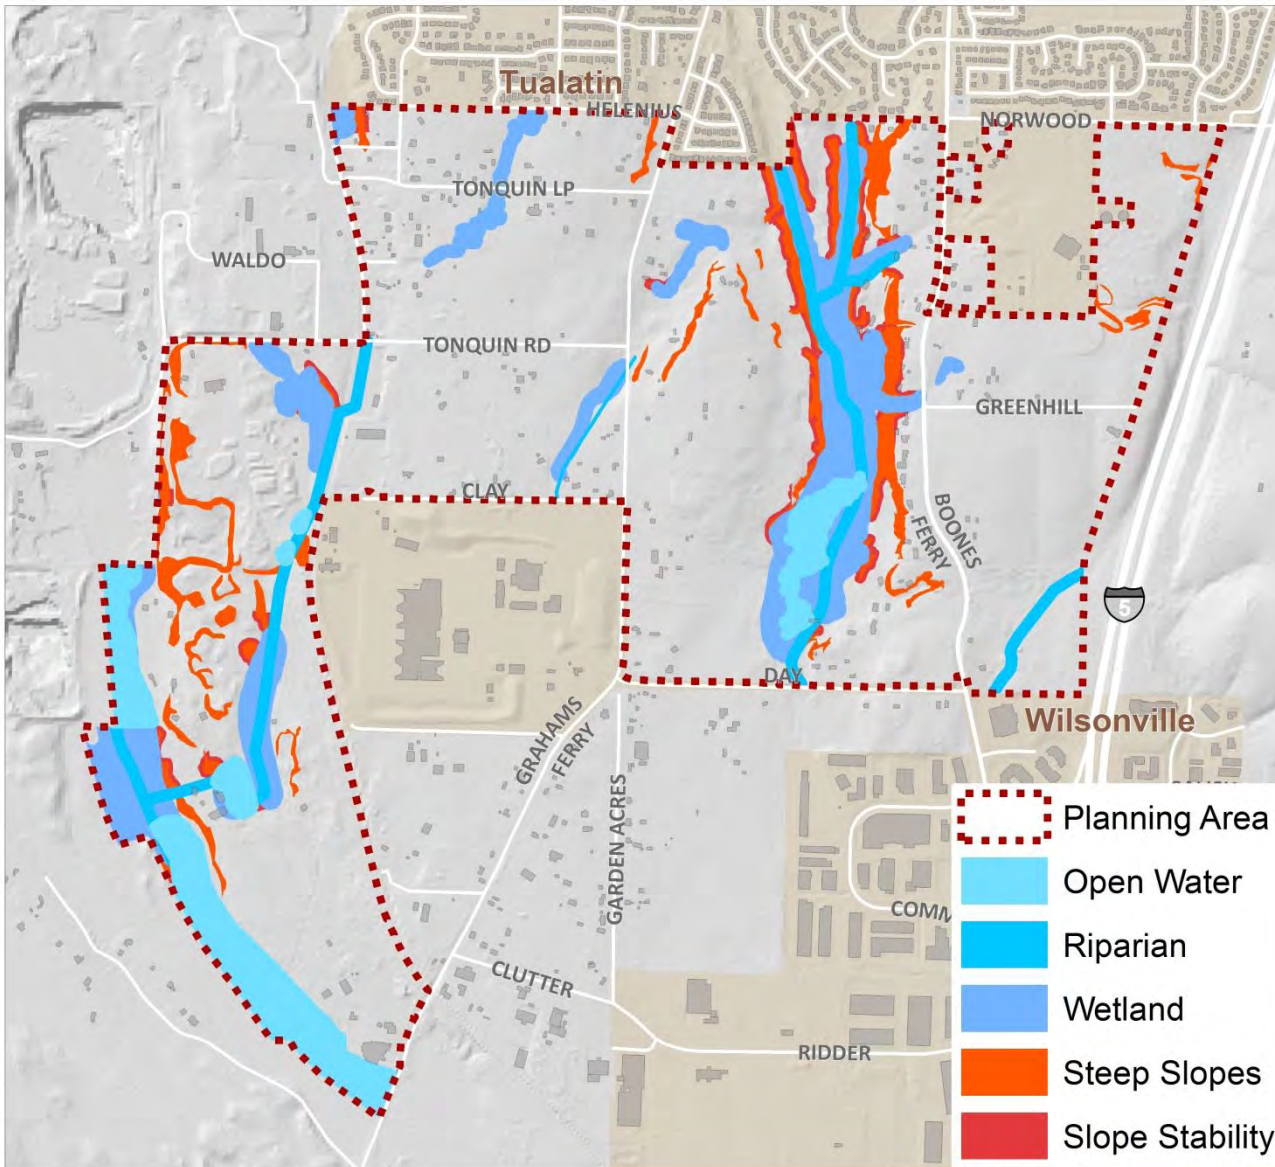 Tualatin
HELENIUS
NORWOOD
TONQUIN LP
WALDO
TONQUIN RD
GREENHILL
CLAY
BOONES
FERRY
5
DAY
Wilsonville
GRAHAMS
FERRY
GARDEN ACRES
CLUTTER
COMM
RIDDER
Planning Area
Open Water
Riparian
Wetland
Steep Slopes
Slope Stability